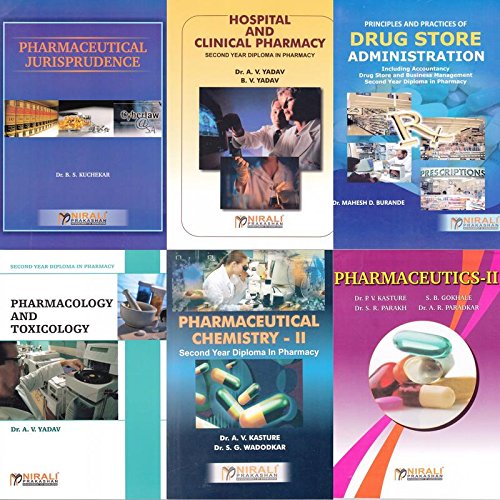 PHARMACEUTICAL
JURISPRUDENCE
Cyberlaw
@
Dr. B. S. KUCHEKAR
NIRALI
PRAKASHAN
HOSPITAL
AND
CLINICAL PHARMACY
SECOND YEAR DIPLOMA IN PHARMACY
Dr. A. V. YADAV
B. V. YADAV
NIRALI
PRAKASHAN
PRINCIPLES AND PRACTICES OF
DRUG STORE
ADMINISTRATION
Including Accountancy
Drug Store and Business Management
Second Year Diploma in Pharmacy
PRESCRIPTIONS
Dr. MAHESH D. BURANDE
NIRALI
PRAKASHAN
SECOND YEAR DIPLOMA IN PHARMACY
PHARMACOLOGY
AND
TOXICOLOGY
Dr. A. V. YADAV
NIRALI
PRAKASHAN
PHARMACEUTICAL
CHEMISTRY - II
Second Year Diploma In Pharmacy
Dr. A. V. KASTURE
Dr. S. G. WADODKAR
NIRALI
PRAKASHAN
PHARMACEUTICS-II
Dr. P. V. KASTURE S. B. GOKHALE
Dr. S. R. PARAKH Dr. A. R. PARADKAR
NIRALI
PRAKASHAN